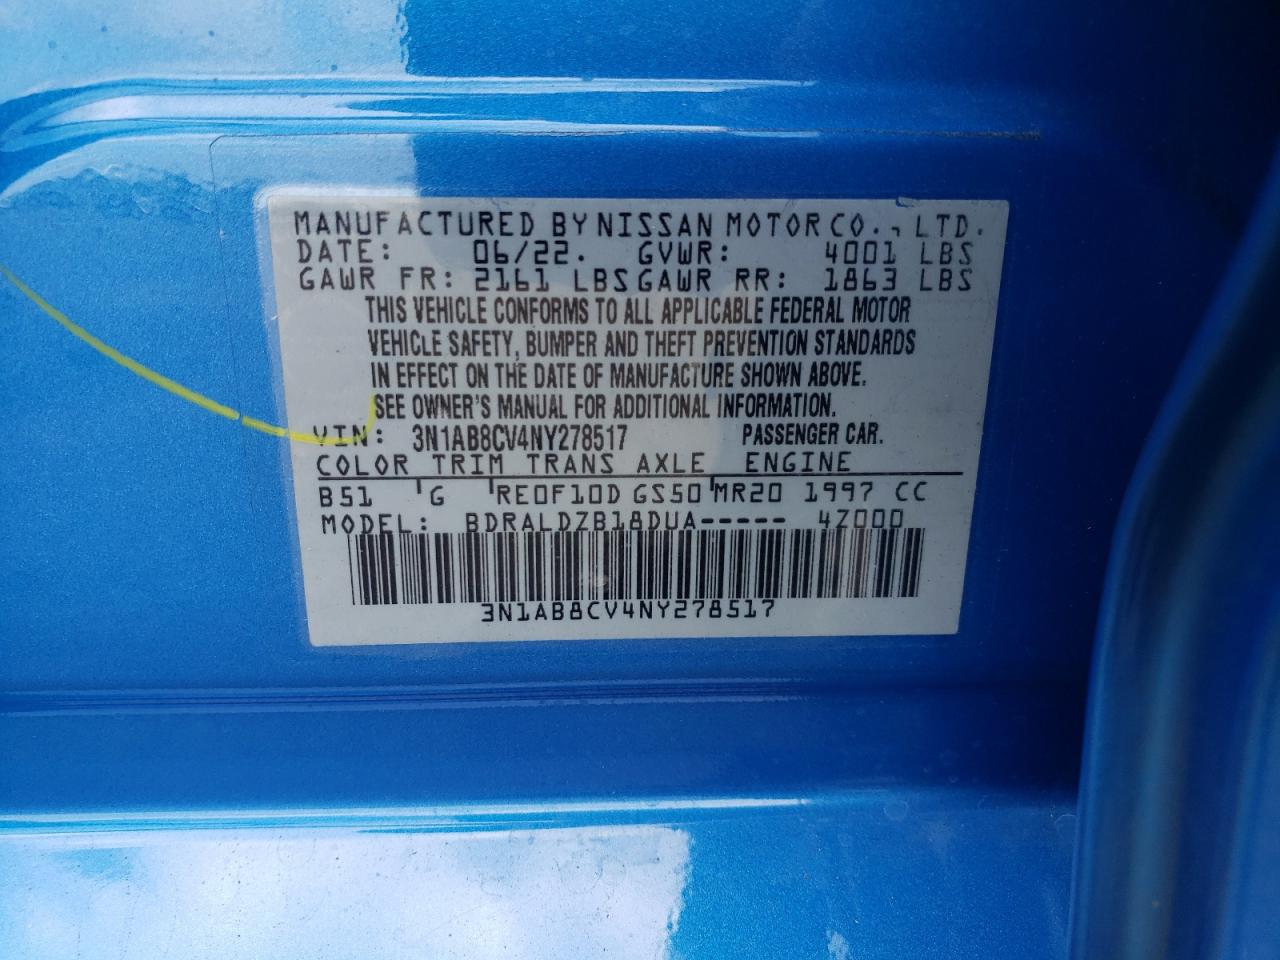 MANUFACTURED BY NISSAN MOTOR CO., LTD.
DATE: 06/22. GVWR: 4001 LBS
GAWR FR: 2161 LBS GAWR RR: 1863 LBS
THIS VEHICLE CONFORMS TO ALL APPLICABLE FEDERAL MOTOR
VEHICLE SAFETY, BUMPER AND THEFT PREVENTION STANDARDS
IN EFFECT ON THE DATE OF MANUFACTURE SHOWN ABOVE.
SEE OWNER'S MANUAL FOR ADDITIONAL INFORMATION.
VIN: 3N1AB8CV4NY278517 PASSENGER CAR.
COLOR TRIM TRANS AXLE ENGINE
B51 G RE0F10D GS50 MR20 1997 CC
MODEL: BDRALDZB18DUA----- 4Z000
3N1AB8CV4NY278517